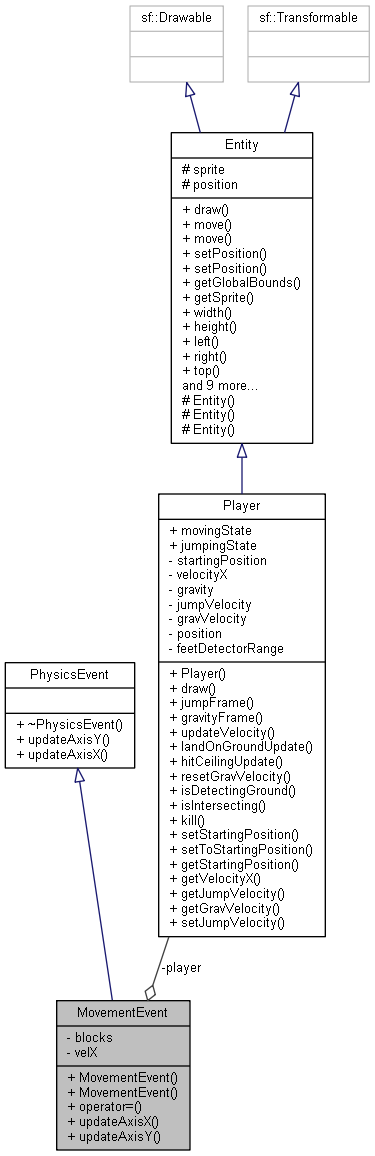 sf::Drawable
sf::Transformable
Entity
# sprite
# position
+ draw()
+ move()
+ move()
+ setPosition()
+ setPosition()
+ getGlobalBounds()
+ getSprite()
+ width()
+ height()
+ left()
+ right()
+ top()
and 9 more...
# Entity()
# Entity()
# Entity()
Player
+ movingState
+ jumpingState
- startingPosition
- velocityX
- gravity
- jumpVelocity
- gravVelocity
- position
- feetDetectorRange
+ Player()
+ draw()
+ jumpFrame()
+ gravityFrame()
+ updateVelocity()
+ landOnGroundUpdate()
+ hitCeilingUpdate()
+ resetGravVelocity()
+ isDetectingGround()
+ isIntersecting()
+ kill()
+ setStartingPosition()
+ setToStartingPosition()
+ getStartingPosition()
+ getVelocityX()
+ getJumpVelocity()
+ getGravVelocity()
+ setJumpVelocity()
PhysicsEvent
+ ~PhysicsEvent()
+ updateAxisY()
+ updateAxisX()
-player
MovementEvent
- blocks
- velX
+ MovementEvent()
+ MovementEvent()
+ operator=()
+ updateAxisX()
+ updateAxisY()